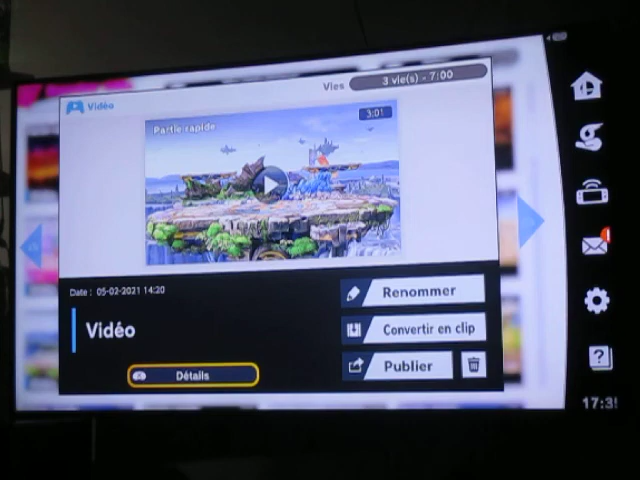 Vies 3 vie(s) - 7:00
Vidéo
Partie rapide
3:01
Date : 05-02-2021 14:20
Renommer
Vidéo
Convertir en clip
Détails
Publier
?